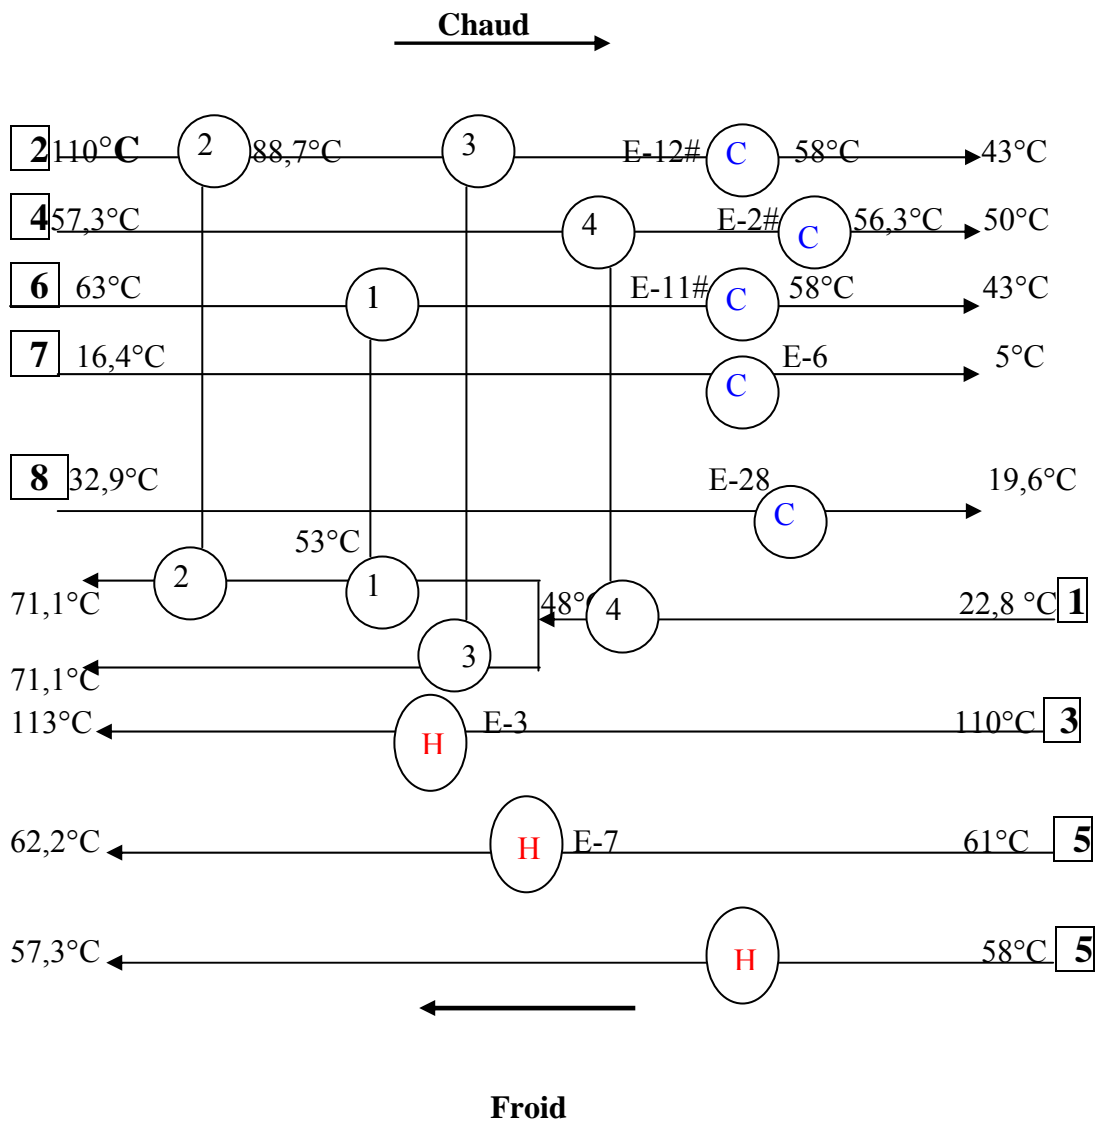 Chaud
2 110°C 2 88,7°C 3 E-12# C 58°C 43°C
4 57,3°C 4 E-2# C 56,3°C 50°C
6 63°C 1 E-11# C 58°C 43°C
7 16,4°C C E-6 5°C
8 32,9°C E-28 C 19,6°C
53°C
71,1°C 2 1 48°C 4 22,8 °C 1
71,1°C 3
113°C H E-3 110°C 3
62,2°C H E-7 61°C 5
57,3°C H 58°C 5
Froid